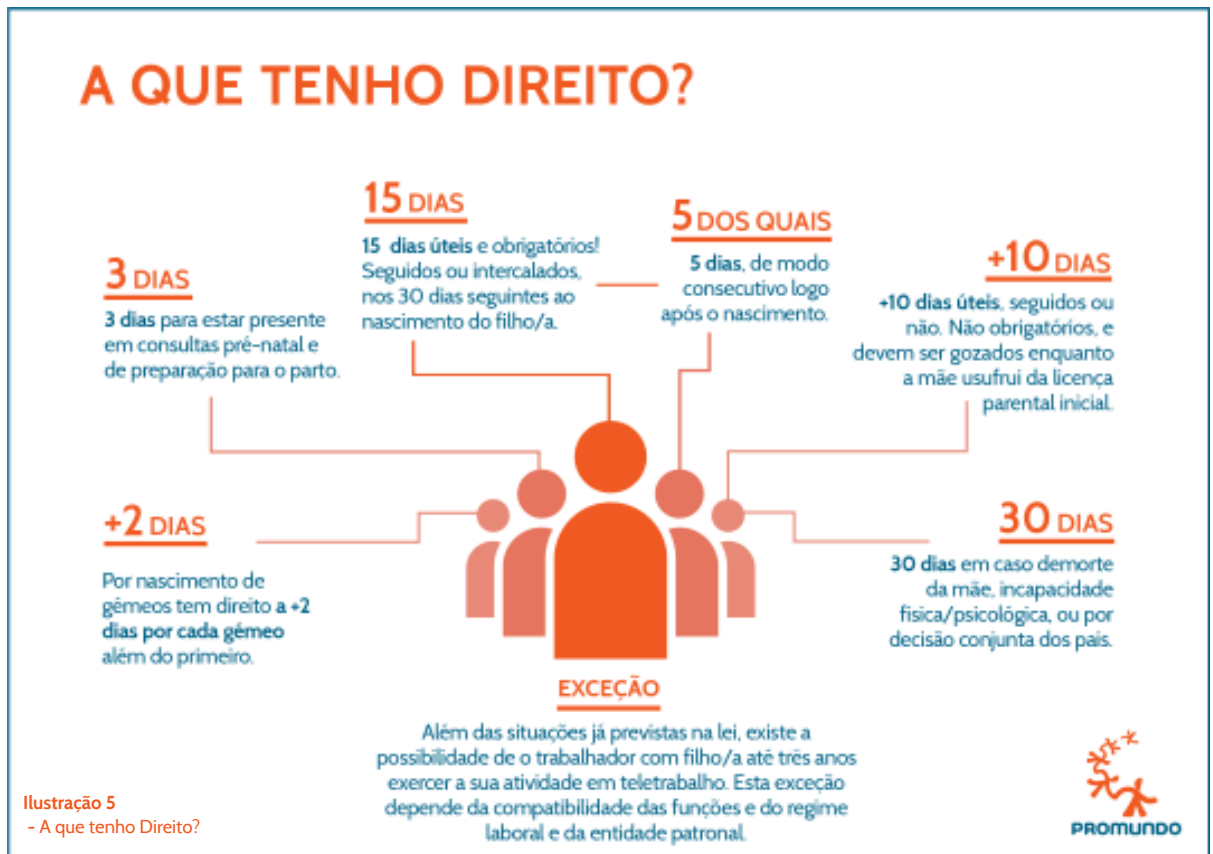 A QUE TENHO DIREITO?
3 DIAS
3 dias para estar presente
em consultas pré-natal e
de preparação para o parto.
15 DIAS
15 dias úteis e obrigatórios!
Seguidos ou intercalados,
nos 30 dias seguintes ao
nascimento do filho/a.
5 DOS QUAIS
5 dias, de modo
consecutivo logo
após o nascimento.
+10 DIAS
+10 dias úteis, seguidos ou
não. Não obrigatórios, e
devem ser gozados enquanto
a mãe usufrui da licença
parental inicial.
+2 DIAS
Por nascimento de
gémeos tem direito a +2
dias por cada gémeo
além do primeiro.
30 DIAS
30 dias em caso demorte
da mãe, incapacidade
física/psicológica, ou por
decisão conjunta dos pais.
EXCEÇÃO
Além das situações já previstas na lei, existe a
possibilidade de o trabalhador com filho/a até três anos
exercer a sua atividade em teletrabalho. Esta exceção
depende da compatibilidade das funções e do regime
laboral e da entidade patronal.
Ilustração 5
- A que tenho Direito?
PROMUNDO